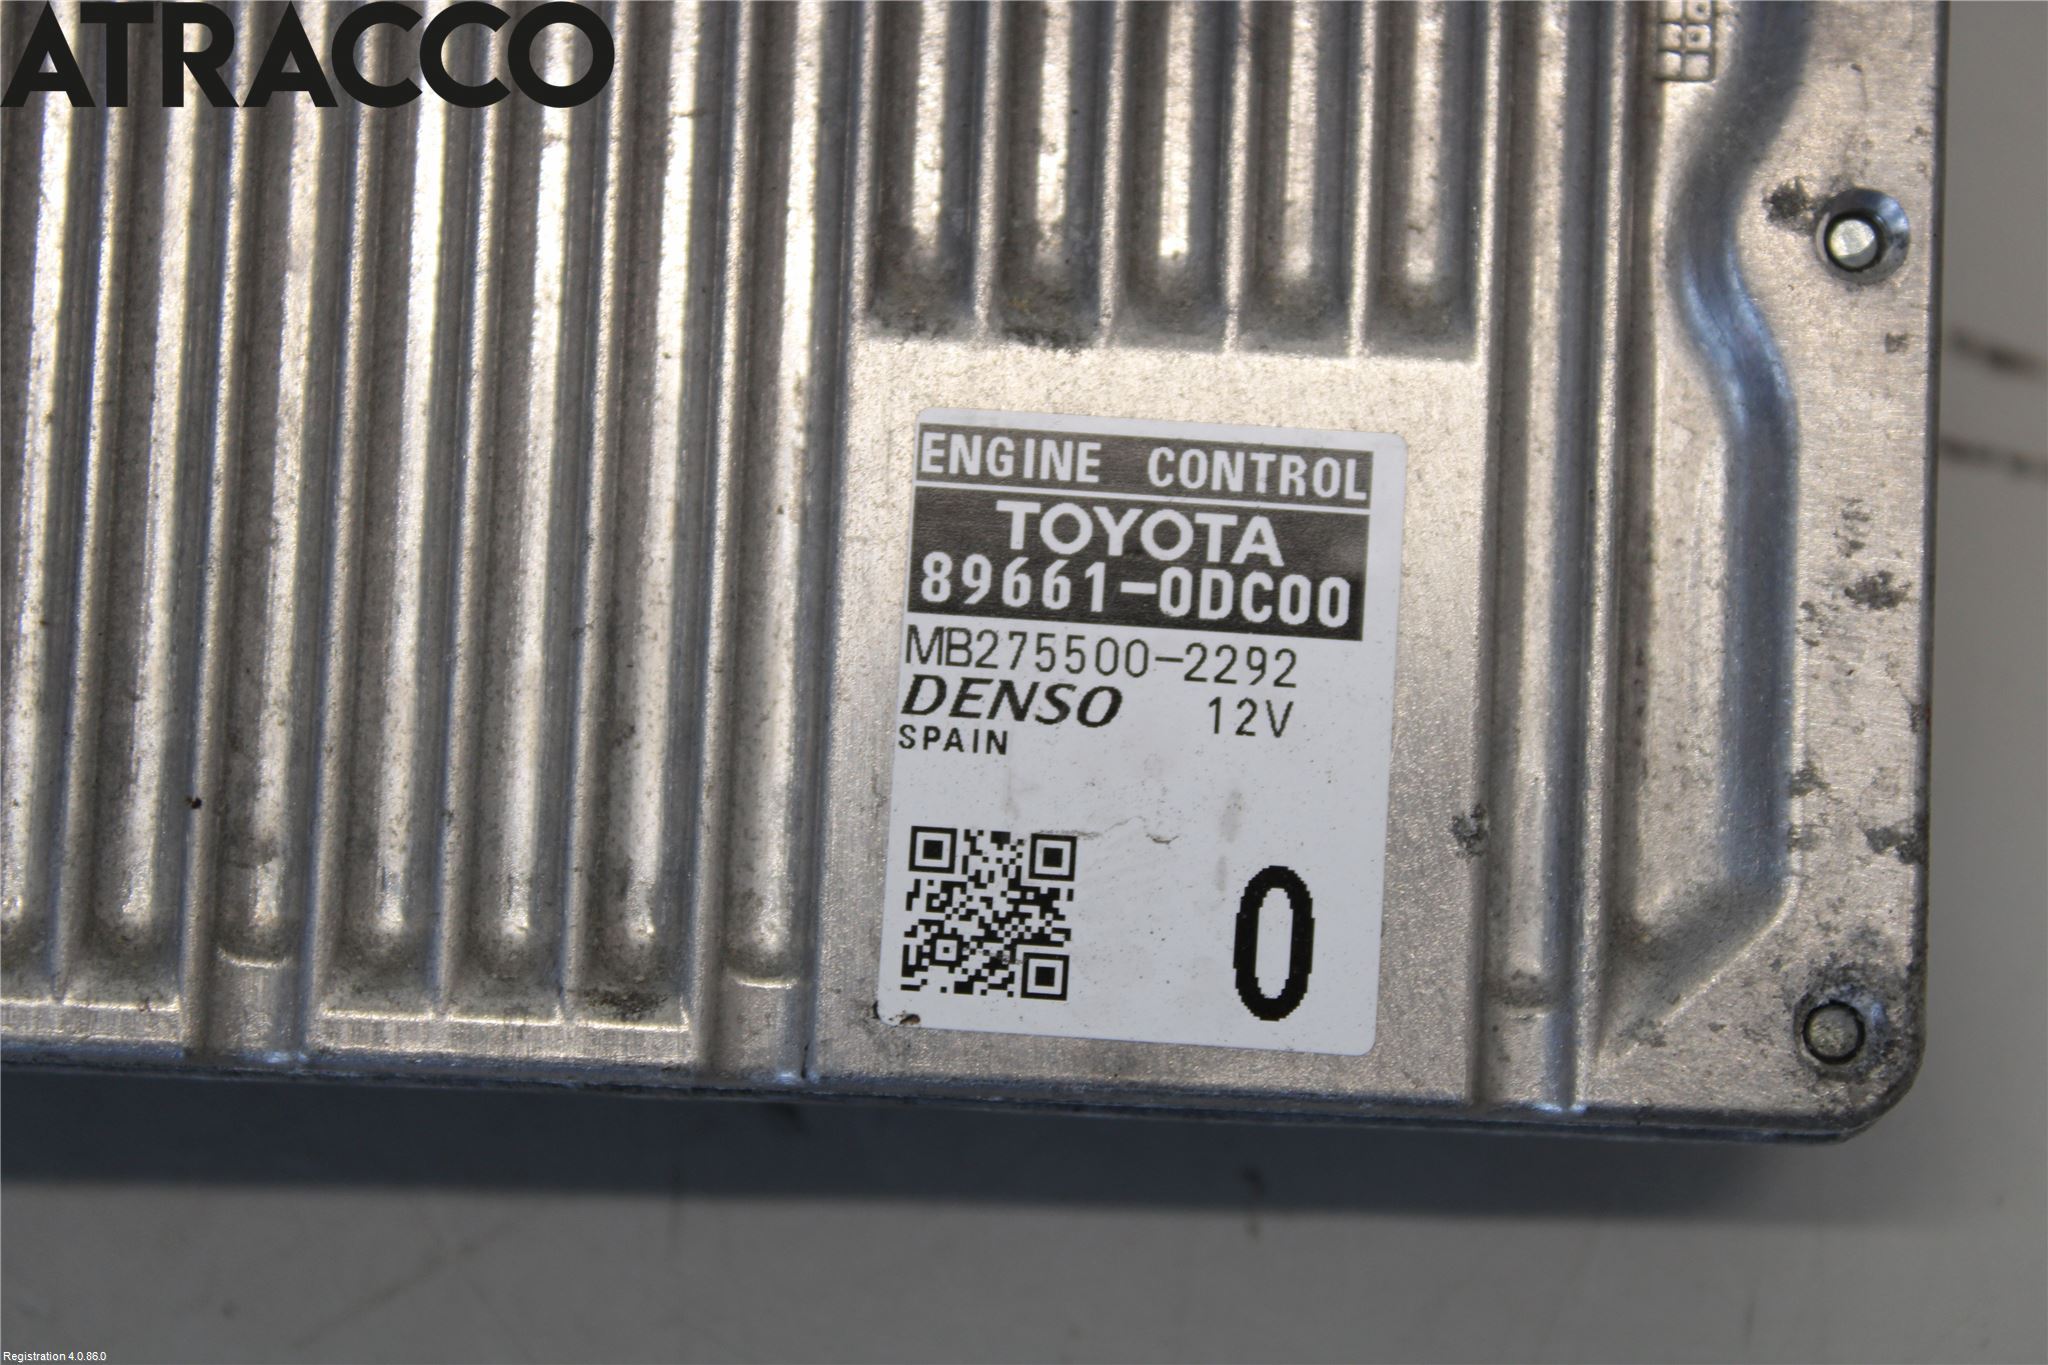 ATRACCO
ENGINE CONTROL
TOYOTA
89661-0DC00
MB275500-2292
DENSO 12V
SPAIN
0
Registration 4.0.86.0